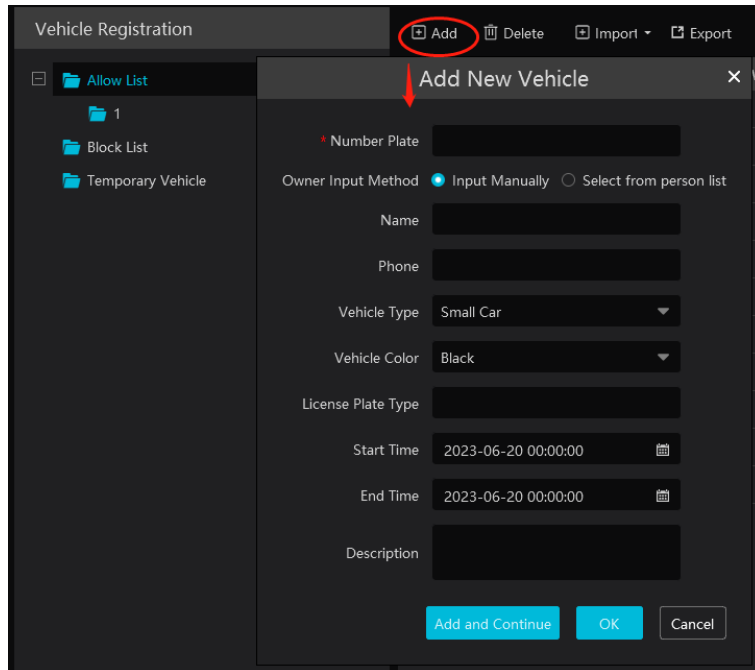 Vehicle Registration
Add Delete Import Export
Allow List
1
Block List
Temporary Vehicle
Add New Vehicle
* Number Plate
Owner Input Method Input Manually Select from person list
Name
Phone
Vehicle Type Small Car
Vehicle Color Black
License Plate Type
Start Time 2023-06-20 00:00:00
End Time 2023-06-20 00:00:00
Description
Add and Continue OK Cancel